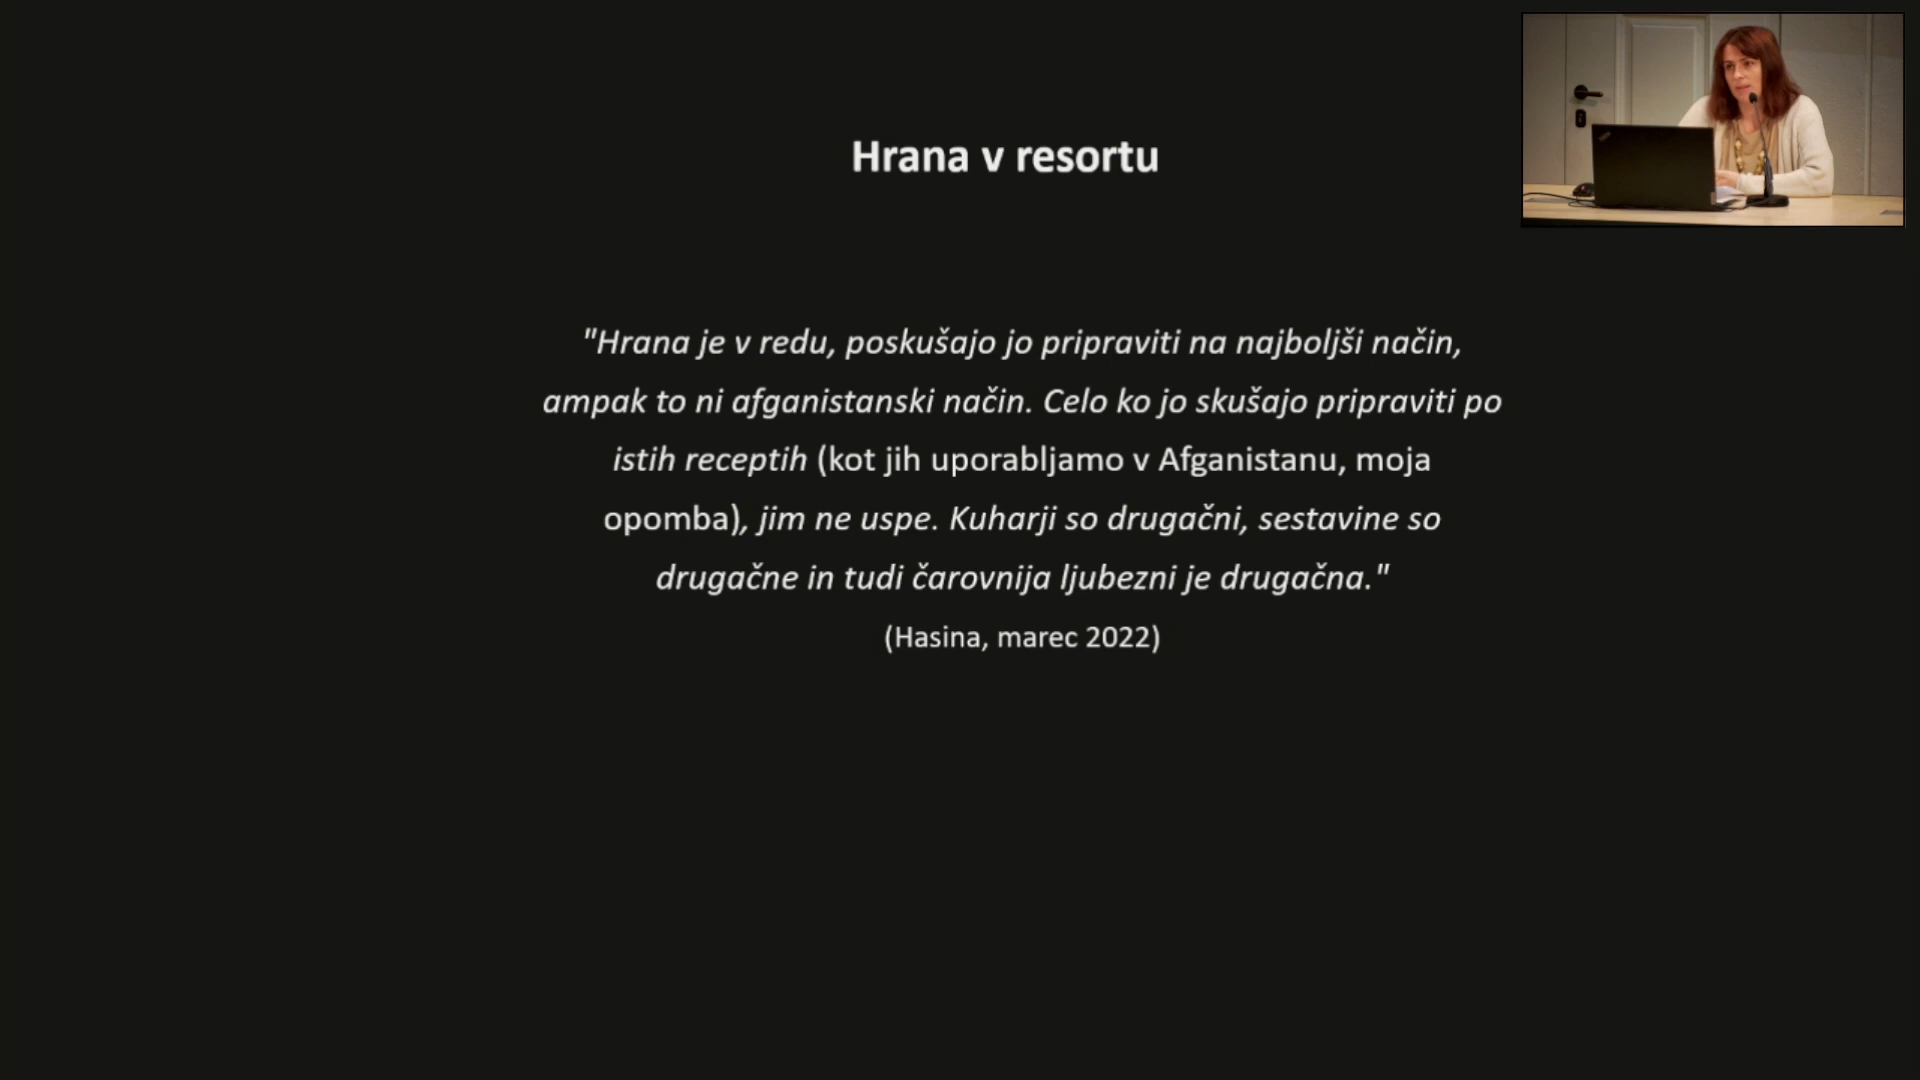 Hrana v resortu
"Hrana je v redu, poskušajo jo pripraviti na najboljši način,
ampak to ni afganistanski način. Celo ko jo skušajo pripraviti po
istih receptih (kot jih uporabljamo v Afganistanu, moja
opomba), jim ne uspe. Kuharji so drugačni, sestavine so
drugačne in tudi čarovnija ljubezni je drugačna."
(Hasina, marec 2022)